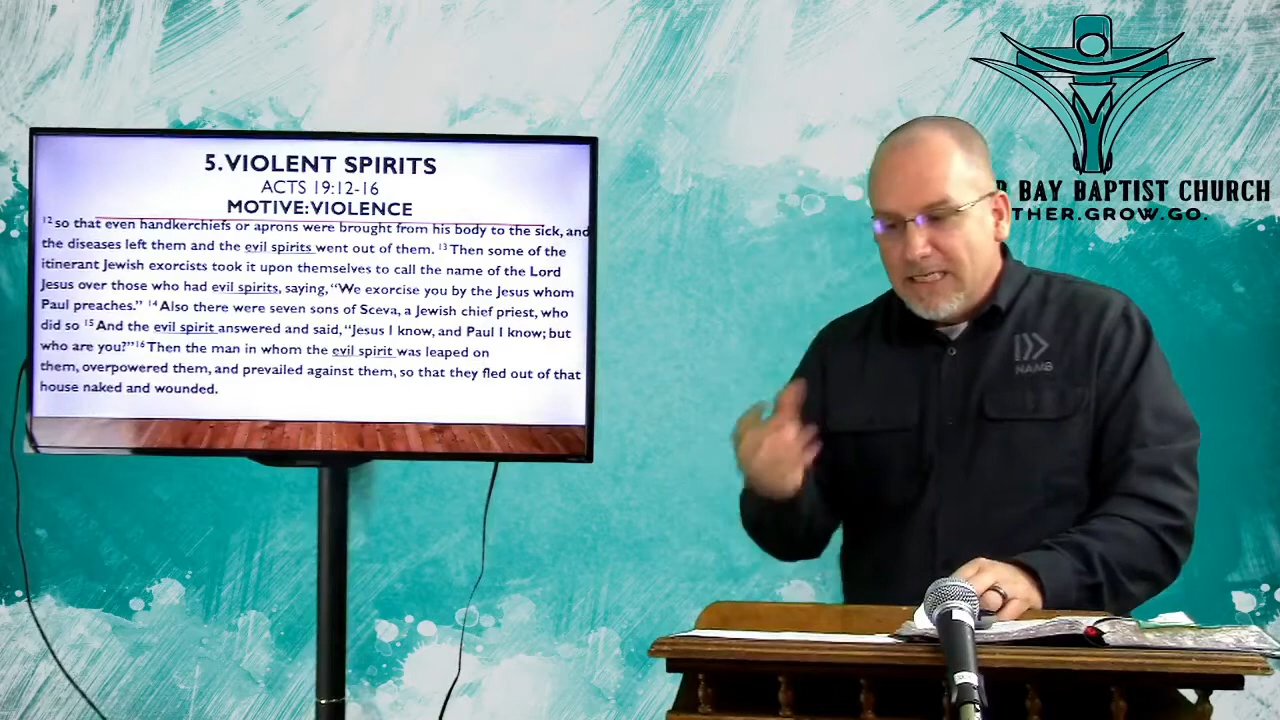 5.VIOLENT SPIRITS
ACTS 19:12-16
MOTIVE:VIOLENCE
12 so that even handkerchiefs or aprons were brought from his body to the sick, and
the diseases left them and the evil spirits went out of them. 13 Then some of the
itinerant Jewish exorcists took it upon themselves to call the name of the Lord
Jesus over those who had evil spirits, saying, “We exorcise you by the Jesus whom
Paul preaches.” 14 Also there were seven sons of Sceva, a Jewish chief priest, who
did so 15 And the evil spirit answered and said, “Jesus I know, and Paul I know; but
who are you?” 16 Then the man in whom the evil spirit was leaped on
them, overpowered them, and prevailed against them, so that they fled out of that
house naked and wounded.
BAY BAPTIST CHURCH
THER.GROW.GO.
NAMB